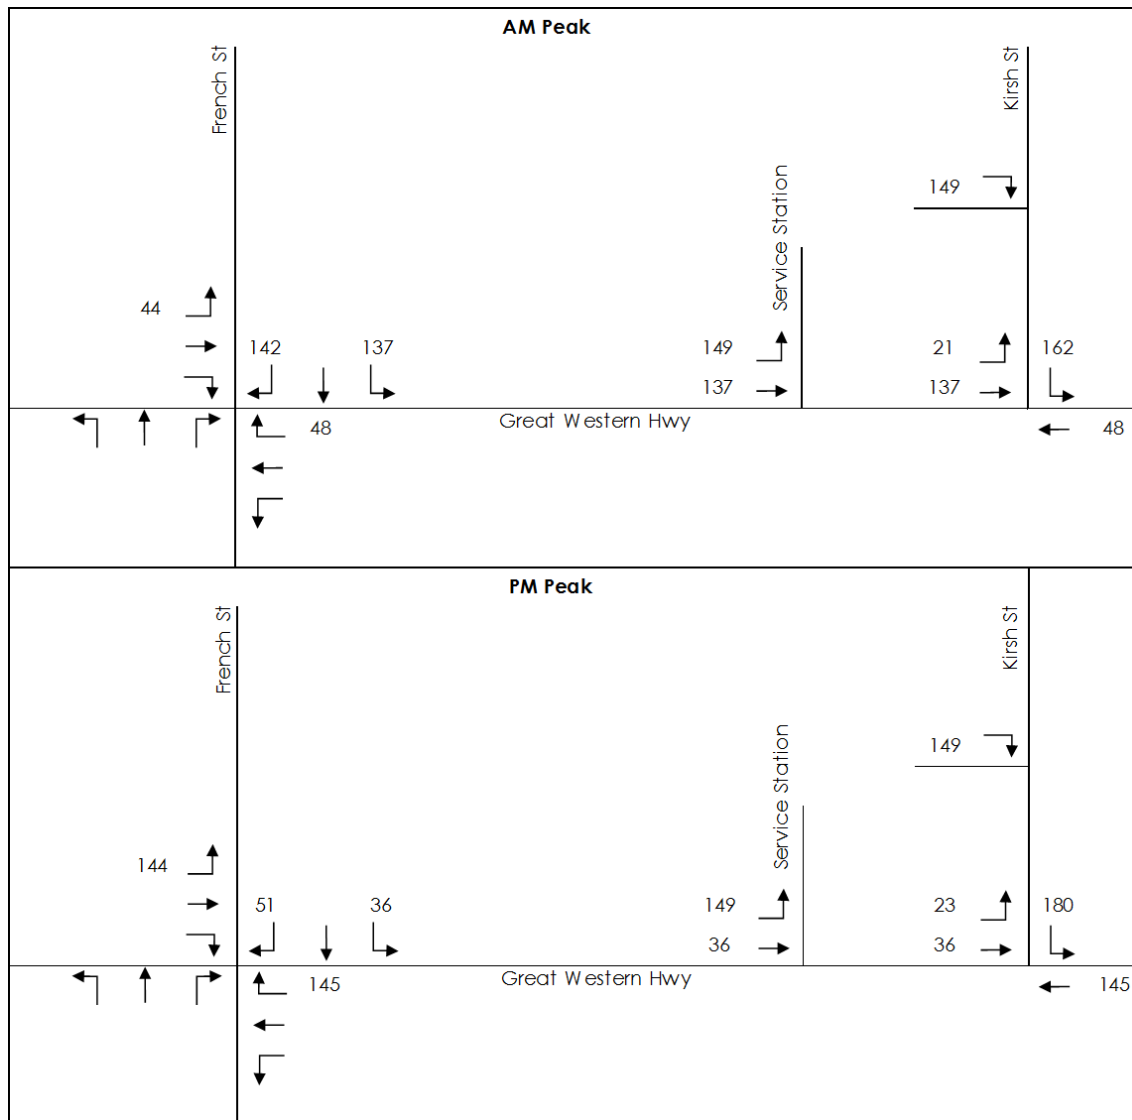 AM Peak
French St
Kirsh St
149
Service Station
44
142
137
149
21
162
137
137
Great Western Hwy
48
48
PM Peak
French St
Kirsh St
149
Service Station
144
51
36
149
23
180
36
36
Great Western Hwy
145
145